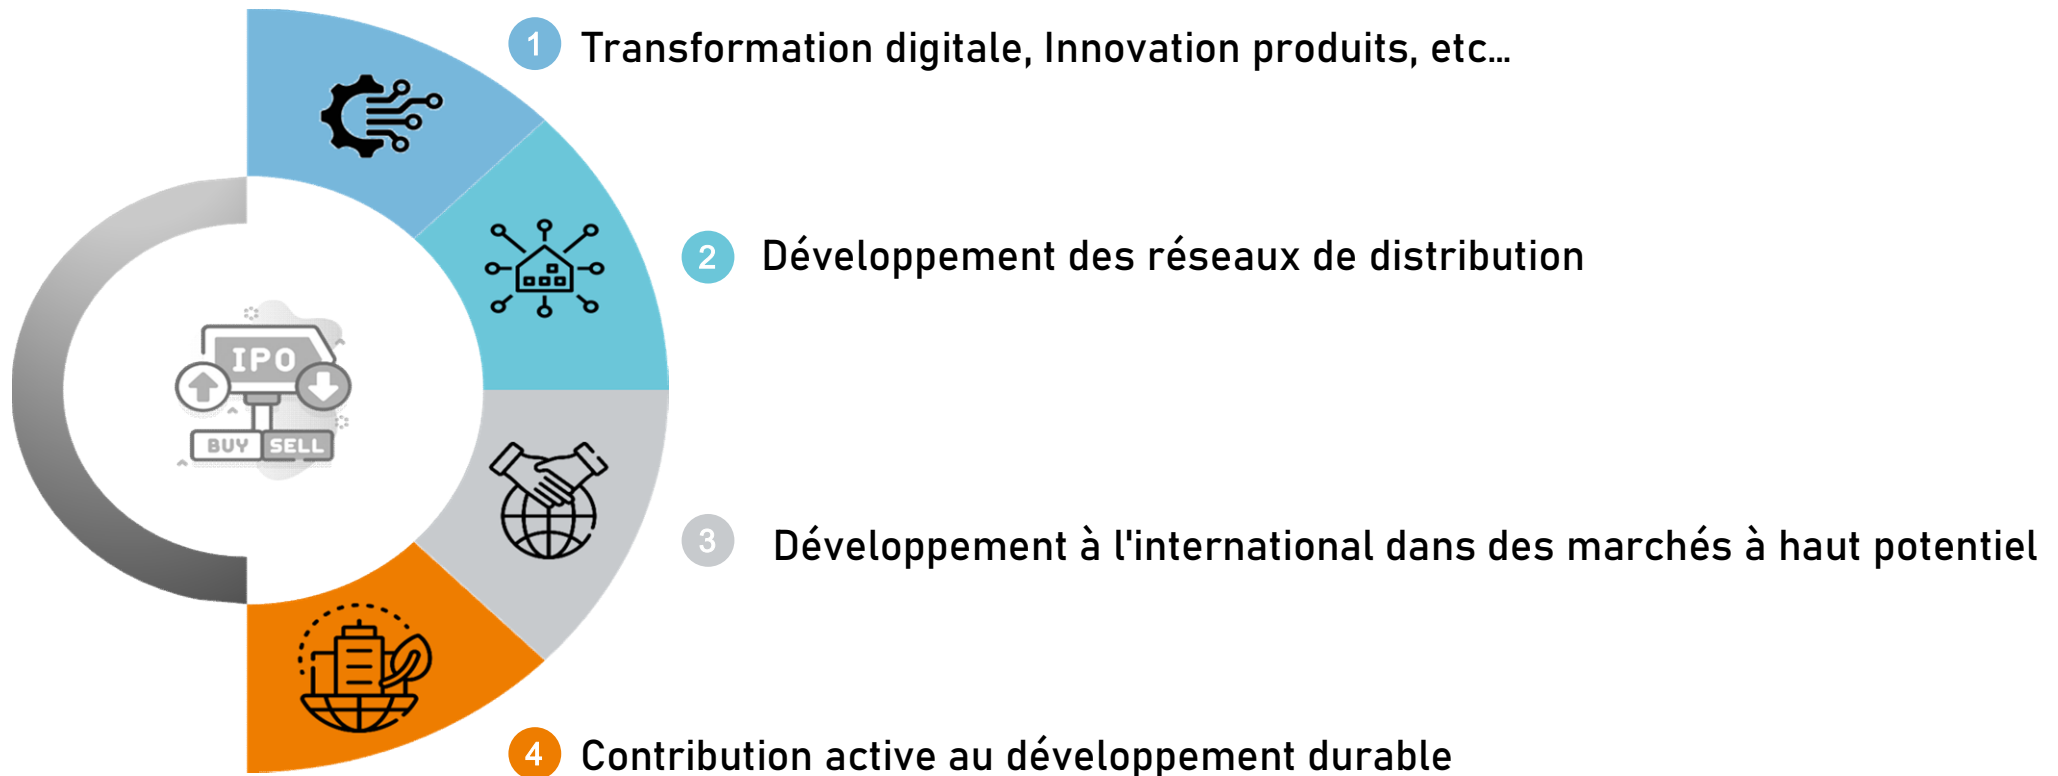 1 Transformation digitale, Innovation produits, etc...
2 Développement des réseaux de distribution
IPO
BUY SELL
3 Développement à l'international dans des marchés à haut potentiel
4 Contribution active au développement durable